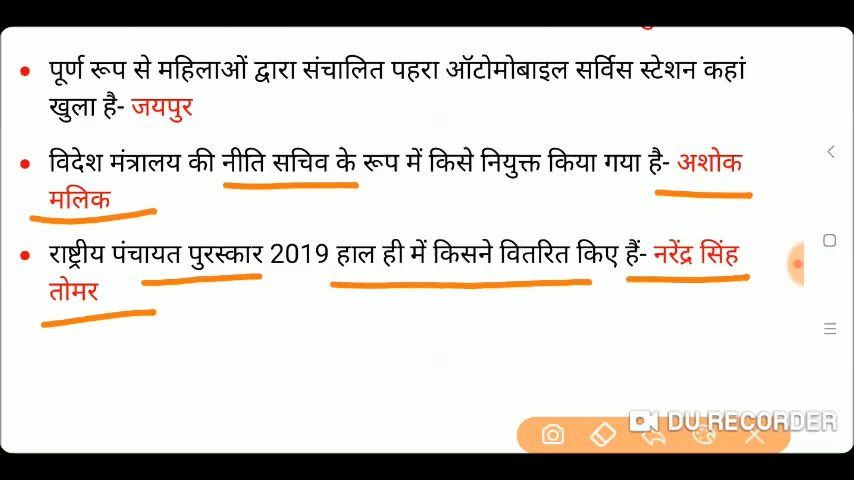 पूर्ण रूप से महिलाओं द्वारा संचालित पहरा ऑटोमोबाइल सर्विस स्टेशन कहां
खुला है- जयपुर
विदेश मंत्रालय की नीति सचिव के रूप में किसे नियुक्त किया गया है- अशोक
मलिक
राष्ट्रीय पंचायत पुरस्कार 2019 हाल ही में किसने वितरित किए हैं- नरेंद्र सिंह
तोमर
DU RECORDER